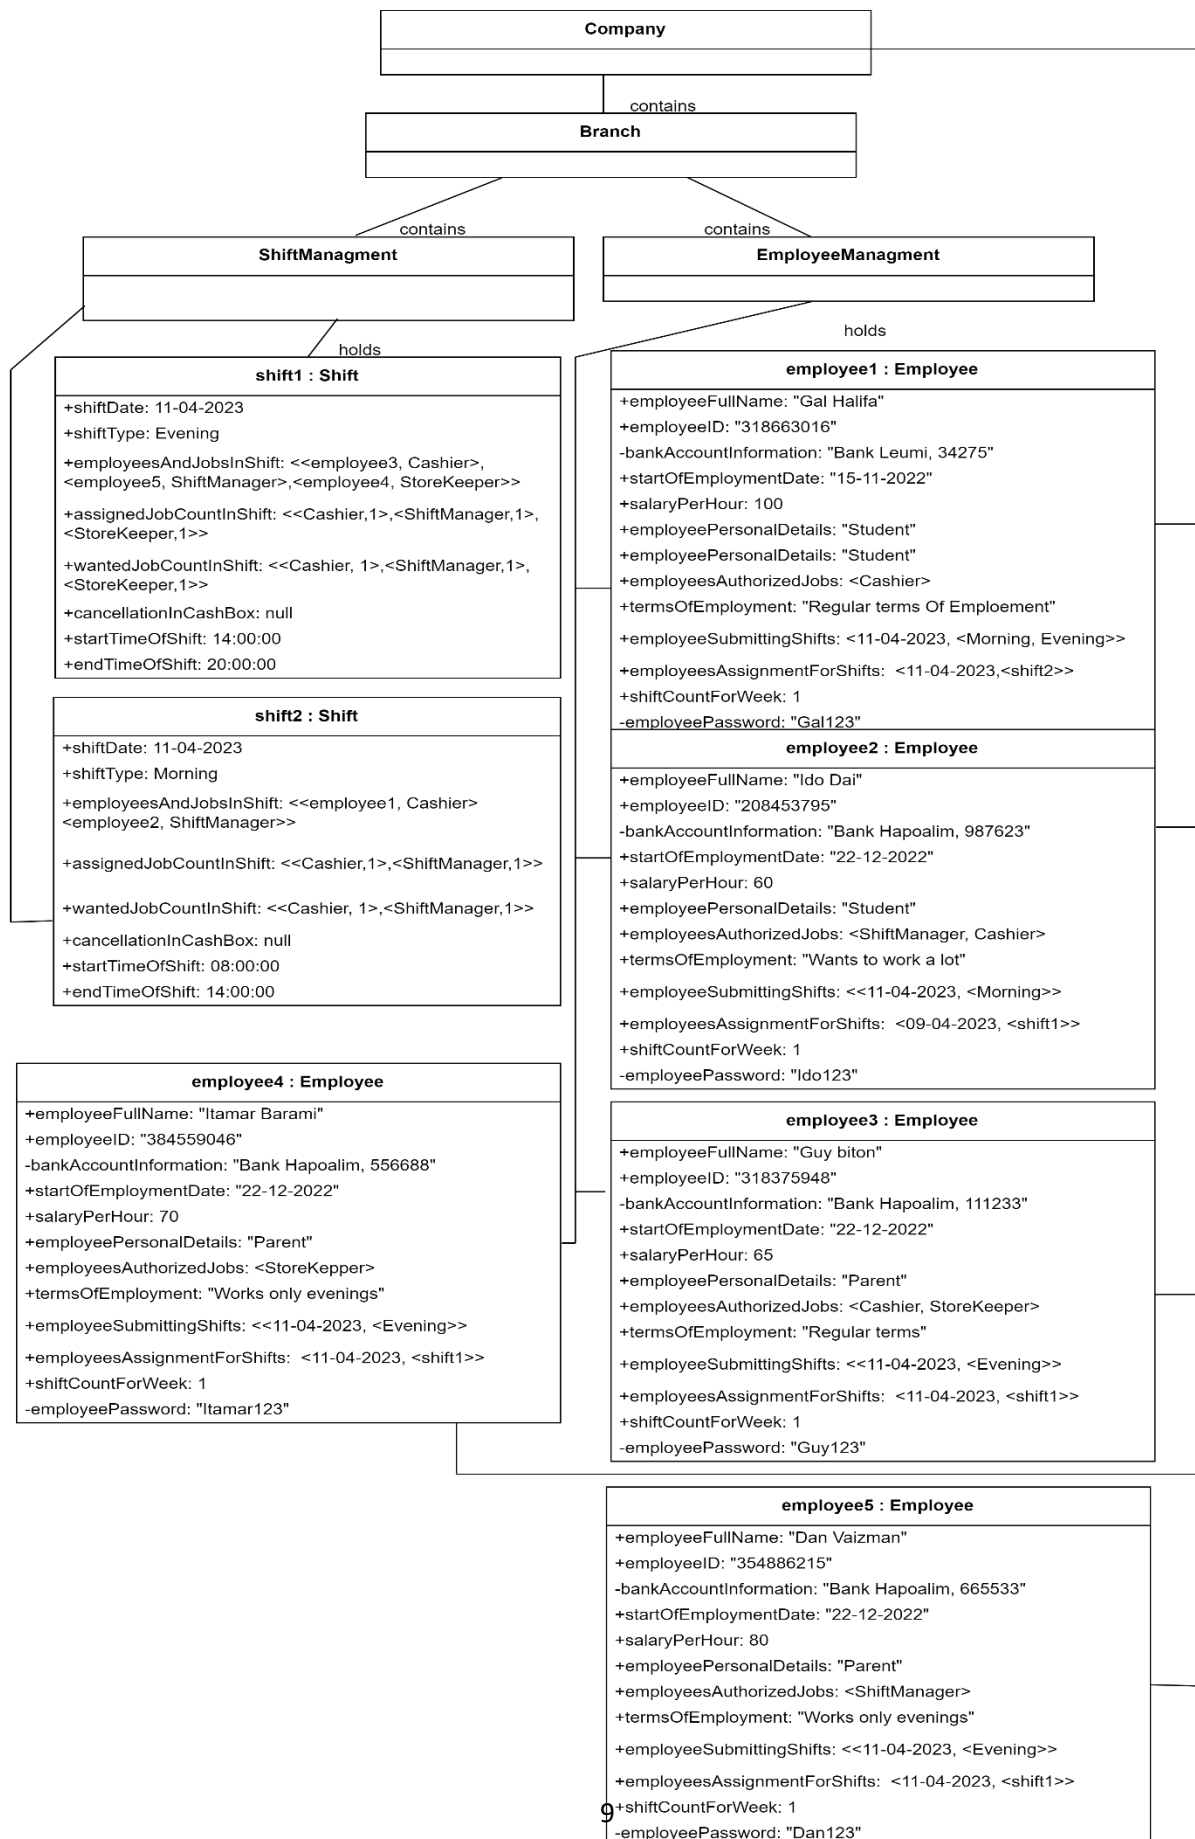 Company
contains
Branch
contains
contains
ShiftManagment
EmployeeManagment
holds
holds
shift1 : Shift
+shiftDate: 11-04-2023
+shiftType: Evening
+employeesAndJobsInShift: <<employee3, Cashier>,
<employee5, ShiftManager>,<employee4, StoreKeeper>>
+assignedJobCountInShift: <<Cashier,1>,<ShiftManager,1>,
<StoreKeeper,1>>
+wantedJobCountInShift: <<Cashier, 1>,<ShiftManager,1>,
<StoreKeeper,1>>
+cancellationInCashBox: null
+startTimeOfShift: 14:00:00
+endTimeOfShift: 20:00:00
shift2 : Shift
+shiftDate: 11-04-2023
+shiftType: Morning
+employeesAndJobsInShift: <<employee1, Cashier>
<employee2, ShiftManager>>
+assignedJobCountInShift: <<Cashier,1>,<ShiftManager,1>>
+wantedJobCountInShift: <<Cashier, 1>,<ShiftManager,1>>
+cancellationInCashBox: null
+startTimeOfShift: 08:00:00
+endTimeOfShift: 14:00:00
employee1 : Employee
+employeeFullName: "Gal Halifa"
+employeeID: "318663016"
-bankAccountInformation: "Bank Leumi, 34275"
+startOfEmploymentDate: "15-11-2022"
+salaryPerHour: 100
+employeePersonalDetails: "Student"
+employeePersonalDetails: "Student"
+employeesAuthorizedJobs: <Cashier>
+termsOfEmployment: "Regular terms Of Emploement"
+employeeSubmittingShifts: <11-04-2023, <Morning, Evening>>
+employeesAssignmentForShifts:  <11-04-2023,<shift2>>
+shiftCountForWeek: 1
-employeePassword: "Gal123"
employee2 : Employee
+employeeFullName: "Ido Dai"
+employeeID: "208453795"
-bankAccountInformation: "Bank Hapoalim, 987623"
+startOfEmploymentDate: "22-12-2022"
+salaryPerHour: 60
+employeePersonalDetails: "Student"
+employeesAuthorizedJobs: <ShiftManager, Cashier>
+termsOfEmployment: "Wants to work a lot"
+employeeSubmittingShifts: <<11-04-2023, <Morning>>
+employeesAssignmentForShifts:  <09-04-2023, <shift1>>
+shiftCountForWeek: 1
-employeePassword: "Ido123"
employee4 : Employee
+employeeFullName: "Itamar Barami"
+employeeID: "384559046"
-bankAccountInformation: "Bank Hapoalim, 556688"
+startOfEmploymentDate: "22-12-2022"
+salaryPerHour: 70
+employeePersonalDetails: "Parent"
+employeesAuthorizedJobs: <StoreKepper>
+termsOfEmployment: "Works only evenings"
+employeeSubmittingShifts: <<11-04-2023, <Evening>>
+employeesAssignmentForShifts:  <11-04-2023, <shift1>>
+shiftCountForWeek: 1
-employeePassword: "Itamar123"
employee3 : Employee
+employeeFullName: "Guy biton"
+employeeID: "318375948"
-bankAccountInformation: "Bank Hapoalim, 111233"
+startOfEmploymentDate: "22-12-2022"
+salaryPerHour: 65
+employeePersonalDetails: "Parent"
+employeesAuthorizedJobs: <Cashier, StoreKeeper>
+termsOfEmployment: "Regular terms"
+employeeSubmittingShifts: <<11-04-2023, <Evening>>
+employeesAssignmentForShifts:  <11-04-2023, <shift1>>
+shiftCountForWeek: 1
-employeePassword: "Guy123"
employee5 : Employee
+employeeFullName: "Dan Vaizman"
+employeeID: "354886215"
-bankAccountInformation: "Bank Hapoalim, 665533"
+startOfEmploymentDate: "22-12-2022"
+salaryPerHour: 80
+employeePersonalDetails: "Parent"
+employeesAuthorizedJobs: <ShiftManager>
+termsOfEmployment: "Works only evenings"
+employeeSubmittingShifts: <<11-04-2023, <Evening>>
+employeesAssignmentForShifts:  <11-04-2023, <shift1>>
+shiftCountForWeek: 1
-employeePassword: "Dan123"
9